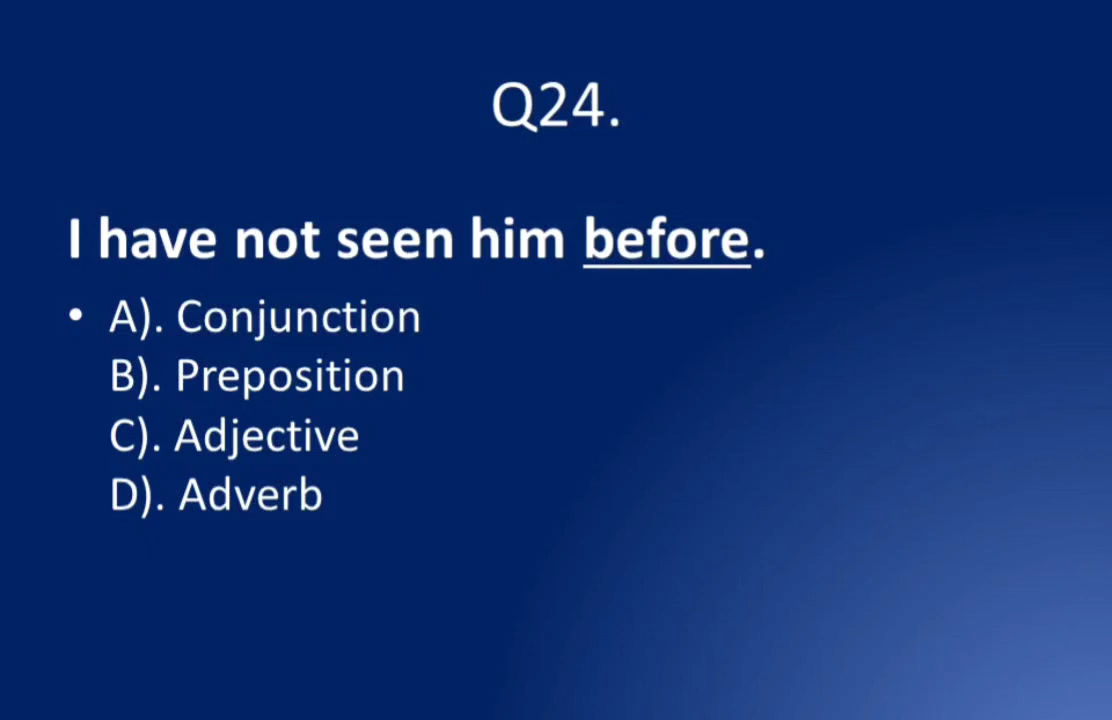 Q24.
I have not seen him before.
• A). Conjunction
B). Preposition
C). Adjective
D). Adverb